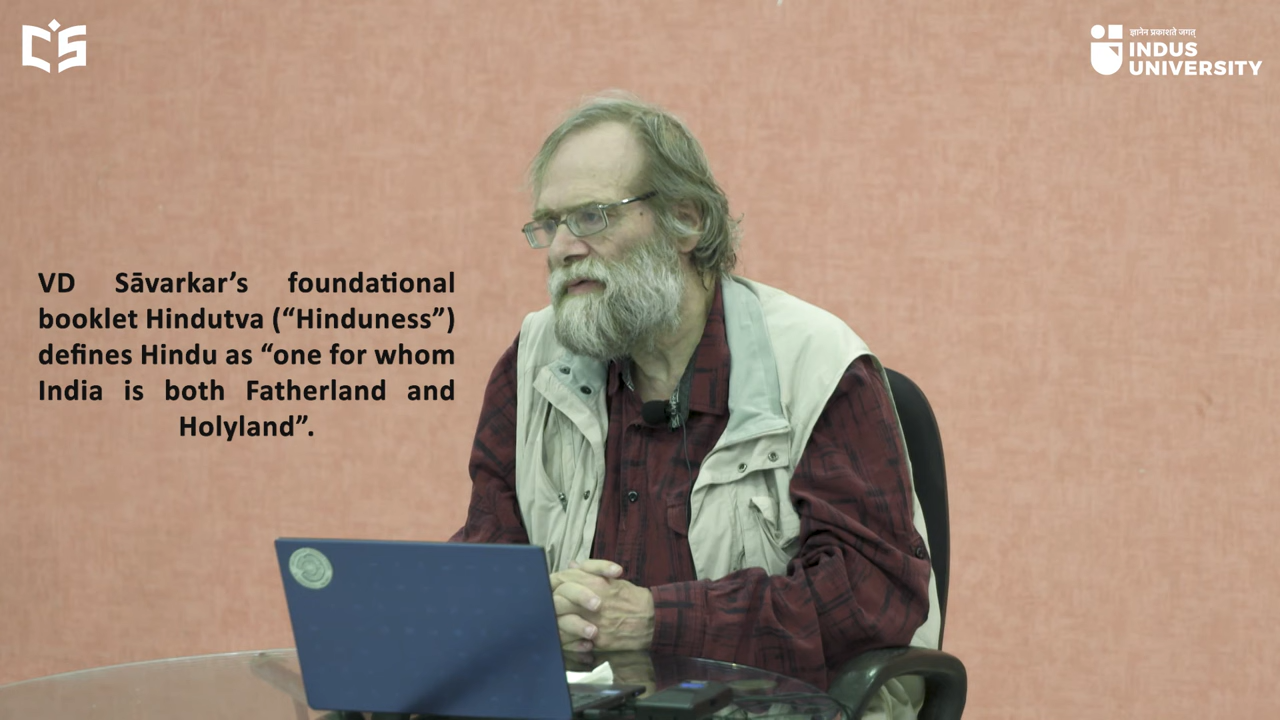 CIS
ज्ञानेन प्रकाशते जगत्
INDUS
UNIVERSITY
VD Sāvarkar’s foundational
booklet Hindutva (“Hinduness”)
defines Hindu as “one for whom
India is both Fatherland and
Holyland”.